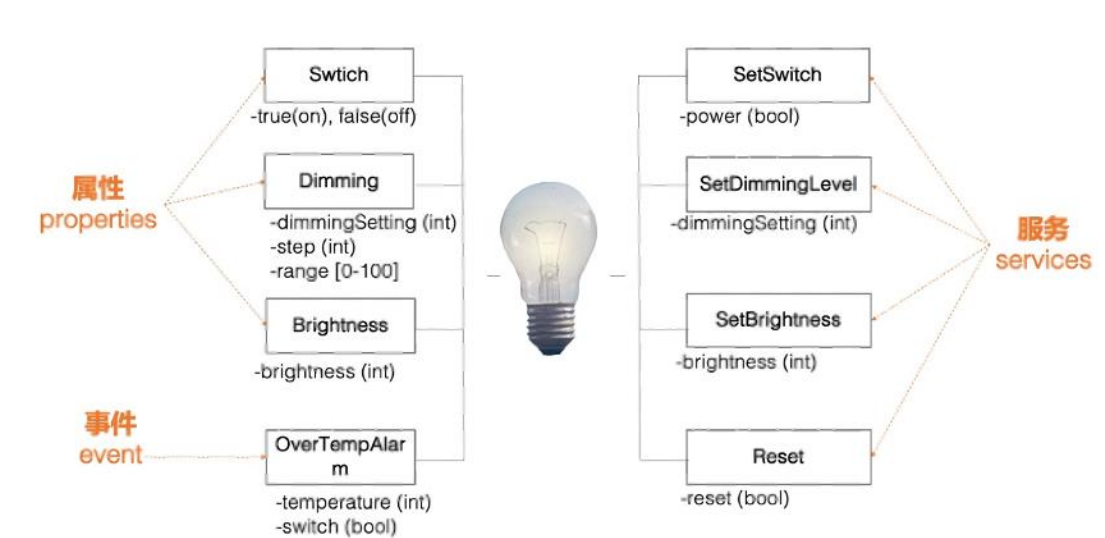 属性
properties
Swtich
-true(on), false(off)
Dimming
-dimmingSetting (int)
-step (int)
-range [0-100]
Brightness
-brightness (int)
事件
event
OverTempAlar
m
-temperature (int)
-switch (bool)
SetSwitch
-power (bool)
SetDimmingLevel
-dimmingSetting (int)
SetBrightness
-brightness (int)
Reset
-reset (bool)
服务
services